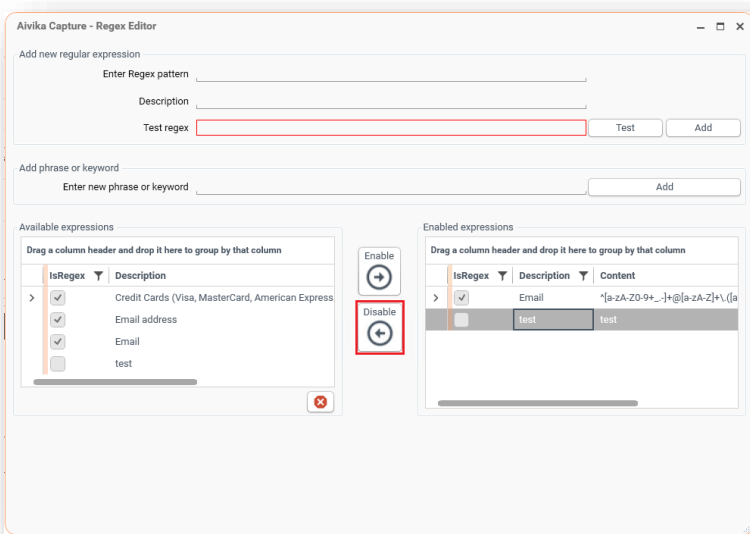 Aivika Capture - Regex Editor
Add new regular expression
Enter Regex pattern
Description
Test regex
Test
Add
Add phrase or keyword
Enter new phrase or keyword
Add
Available expressions
Drag a column header and drop it here to group by that column
IsRegex Description
Credit Cards (Visa, MasterCard, American Express
Email address
Email
test
Enable
Disable
Enabled expressions
Drag a column header and drop it here to group by that column
IsRegex Description Content
Email ^[a-zA-Z0-9+_.-]+@[a-zA-Z]+\.([a
test test